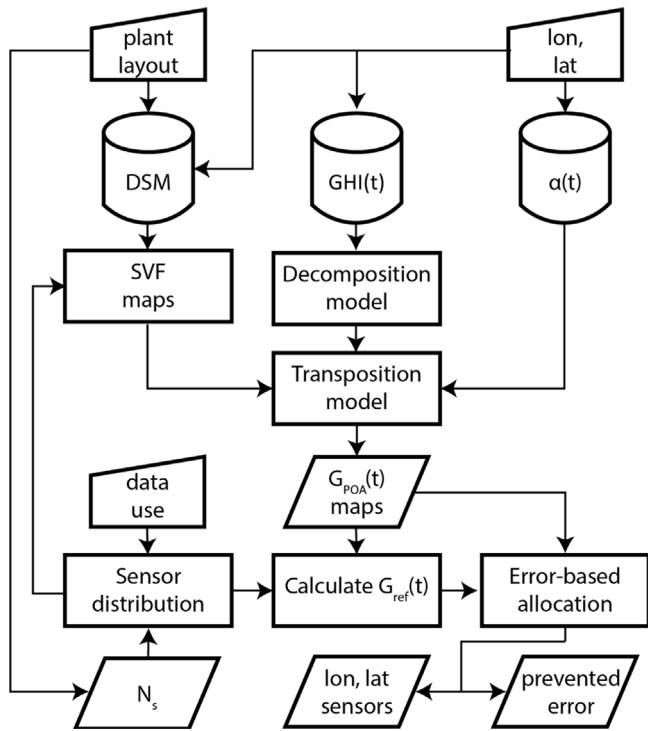 plant
layout
lon,
lat
DSM
GHI(t)
α(t)
SVF
maps
Decomposition
model
Transposition
model
G_POA(t)
maps
data
use
Sensor
distribution
Calculate G_ref(t)
Error-based
allocation
N_s
lon, lat
sensors
prevented
error